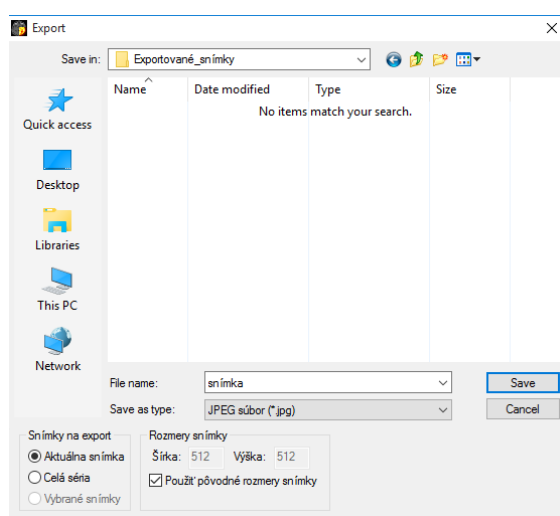 Export
Save in:
Exportované_snímky
Name
Date modified
Type
Size
No items match your search.
Quick access
Desktop
Libraries
This PC
Network
File name:
snímka
Save
Save as type:
JPEG súbor (*.jpg)
Cancel
Snímky na export
Aktuálna snímka
Celá séria
Vybrané snímky
Rozmery snímky
Šírka: 512 Výška: 512
Použiť pôvodné rozmery snímky